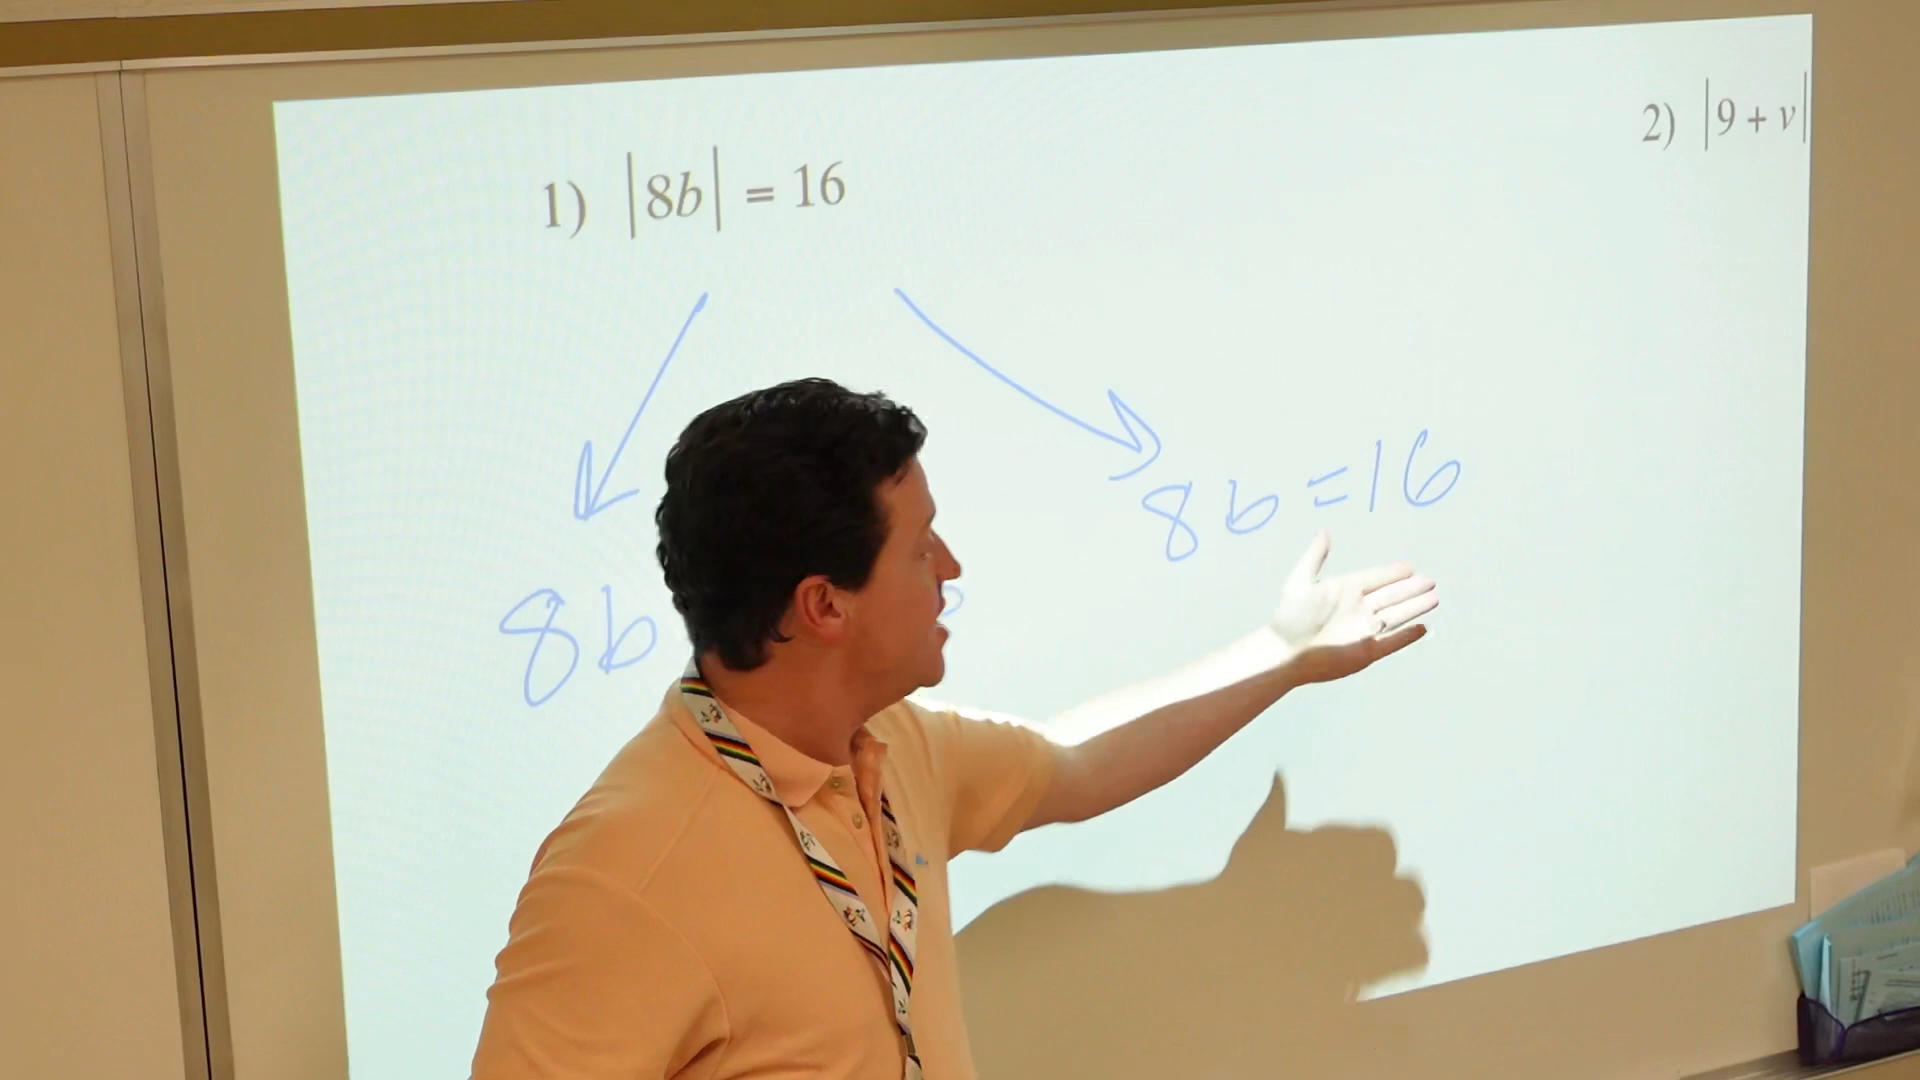 1) |8b| = 16
2) |9 + v|
8b = 16
8b